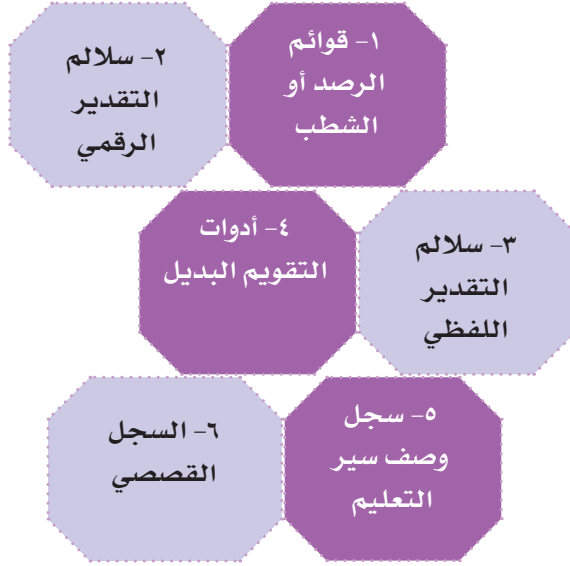 ١- قوائم
الرصد أو
الشطب
٢- سلالم
التقدير
الرقمي
٣- سلالم
التقدير
اللفظي
٤- أدوات
التقويم البديل
٥- سجل
وصف سير
التعليم
٦- السجل
القصصي